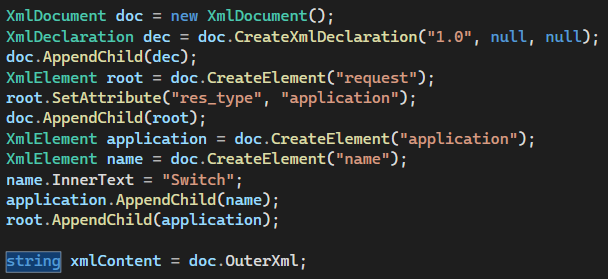 XmlDocument doc = new XmlDocument();
XmlDeclaration dec = doc.CreateXmlDeclaration("1.0", null, null);
doc.AppendChild(dec);
XmlElement root = doc.CreateElement("request");
root.SetAttribute("res_type", "application");
doc.AppendChild(root);
XmlElement application = doc.CreateElement("application");
XmlElement name = doc.CreateElement("name");
name.InnerText = "Switch";
application.AppendChild(name);
root.AppendChild(application);
string xmlContent = doc.OuterXml;